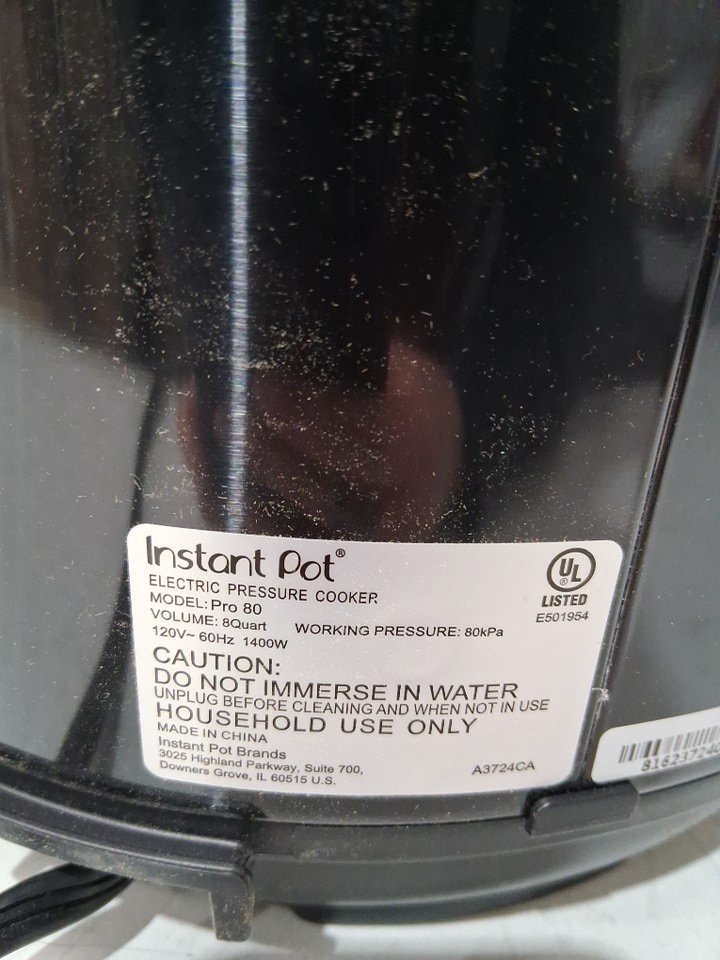 Instant Pot®
ELECTRIC PRESSURE COOKER
MODEL: Pro 80
VOLUME: 8Quart WORKING PRESSURE: 80kPa
120V~ 60Hz 1400W
UL
®
LISTED
E501954
CAUTION:
DO NOT IMMERSE IN WATER
UNPLUG BEFORE CLEANING AND WHEN NOT IN USE
HOUSEHOLD USE ONLY
MADE IN CHINA
Instant Pot Brands
3025 Highland Parkway, Suite 700,
Downers Grove, IL 60515 U.S.
A3724CA